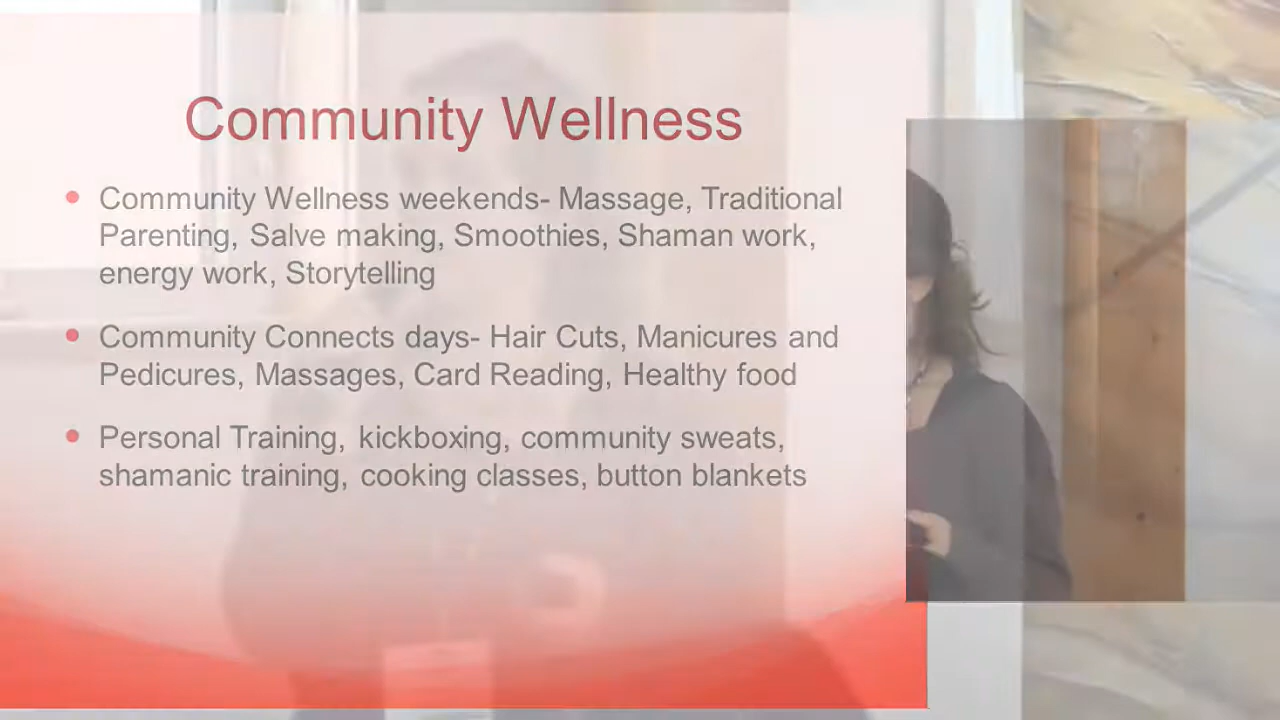 Community Wellness
Community Wellness weekends- Massage, Traditional
Parenting, Salve making, Smoothies, Shaman work,
energy work, Storytelling
Community Connects days- Hair Cuts, Manicures and
Pedicures, Massages, Card Reading, Healthy food
Personal Training, kickboxing, community sweats,
shamanic training, cooking classes, button blankets